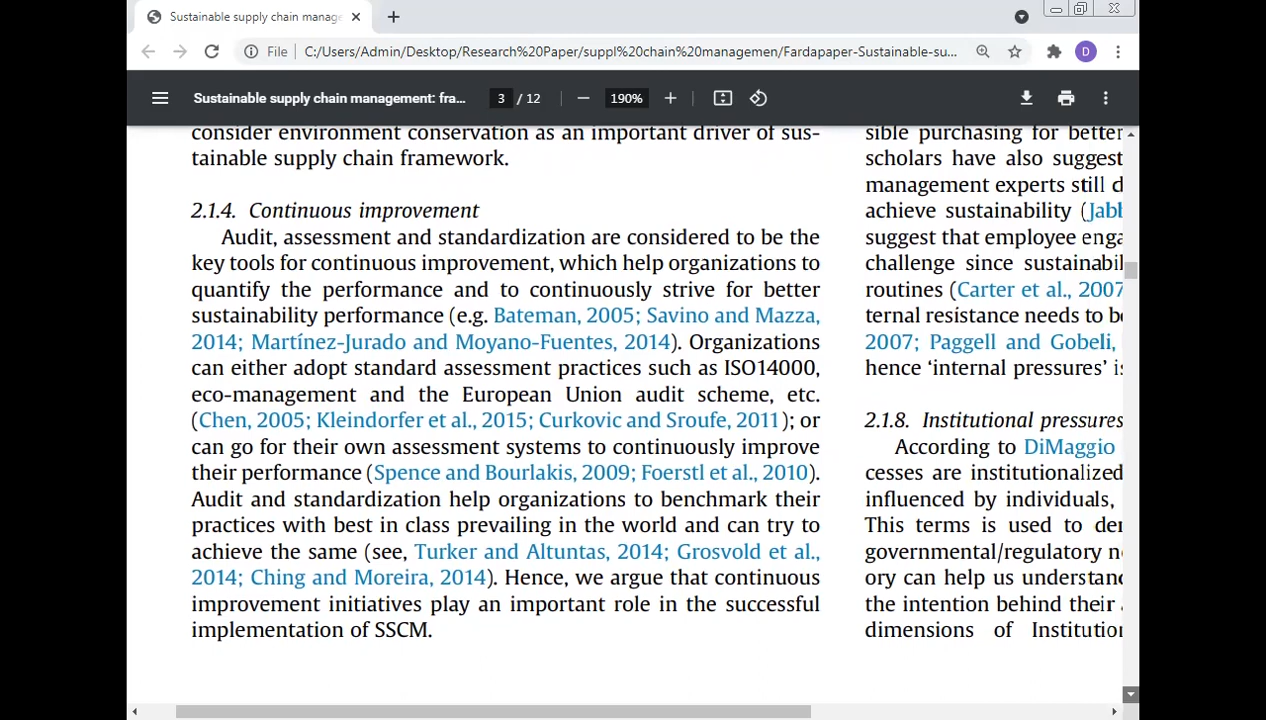 Sustainable supply chain manage
File
C:/Users/Admin/Desktop/Research%20Paper/suppl%20chain%20managemen/Fardapaper-Sustainable-su...
D
Sustainable supply chain management: fra...
3 / 12
190%
consider environment conservation as an important driver of sus-
tainable supply chain framework.
2.1.4. Continuous improvement
Audit, assessment and standardization are considered to be the
key tools for continuous improvement, which help organizations to
quantify the performance and to continuously strive for better
sustainability performance (e.g. Bateman, 2005; Savino and Mazza,
2014; Martínez-Jurado and Moyano-Fuentes, 2014). Organizations
can either adopt standard assessment practices such as ISO14000,
eco-management and the European Union audit scheme, etc.
(Chen, 2005; Kleindorfer et al., 2015; Curkovic and Sroufe, 2011); or
can go for their own assessment systems to continuously improve
their performance (Spence and Bourlakis, 2009; Foerstl et al., 2010).
Audit and standardization help organizations to benchmark their
practices with best in class prevailing in the world and can try to
achieve the same (see, Turker and Altuntas, 2014; Grosvold et al.,
2014; Ching and Moreira, 2014). Hence, we argue that continuous
improvement initiatives play an important role in the successful
implementation of SSCM.
sible purchasing for better
scholars have also suggest
management experts still d
achieve sustainability (Jabb
suggest that employee enga
challenge since sustainabil
routines (Carter et al., 2007
ternal resistance needs to be
2007; Paggell and Gobeli,
hence 'internal pressures' is
2.1.8. Institutional pressures
According to DiMaggio
cesses are institutionalized
influenced by individuals,
This terms is used to den
governmental/regulatory no
ory can help us understand
the intention behind their a
dimensions of Institution